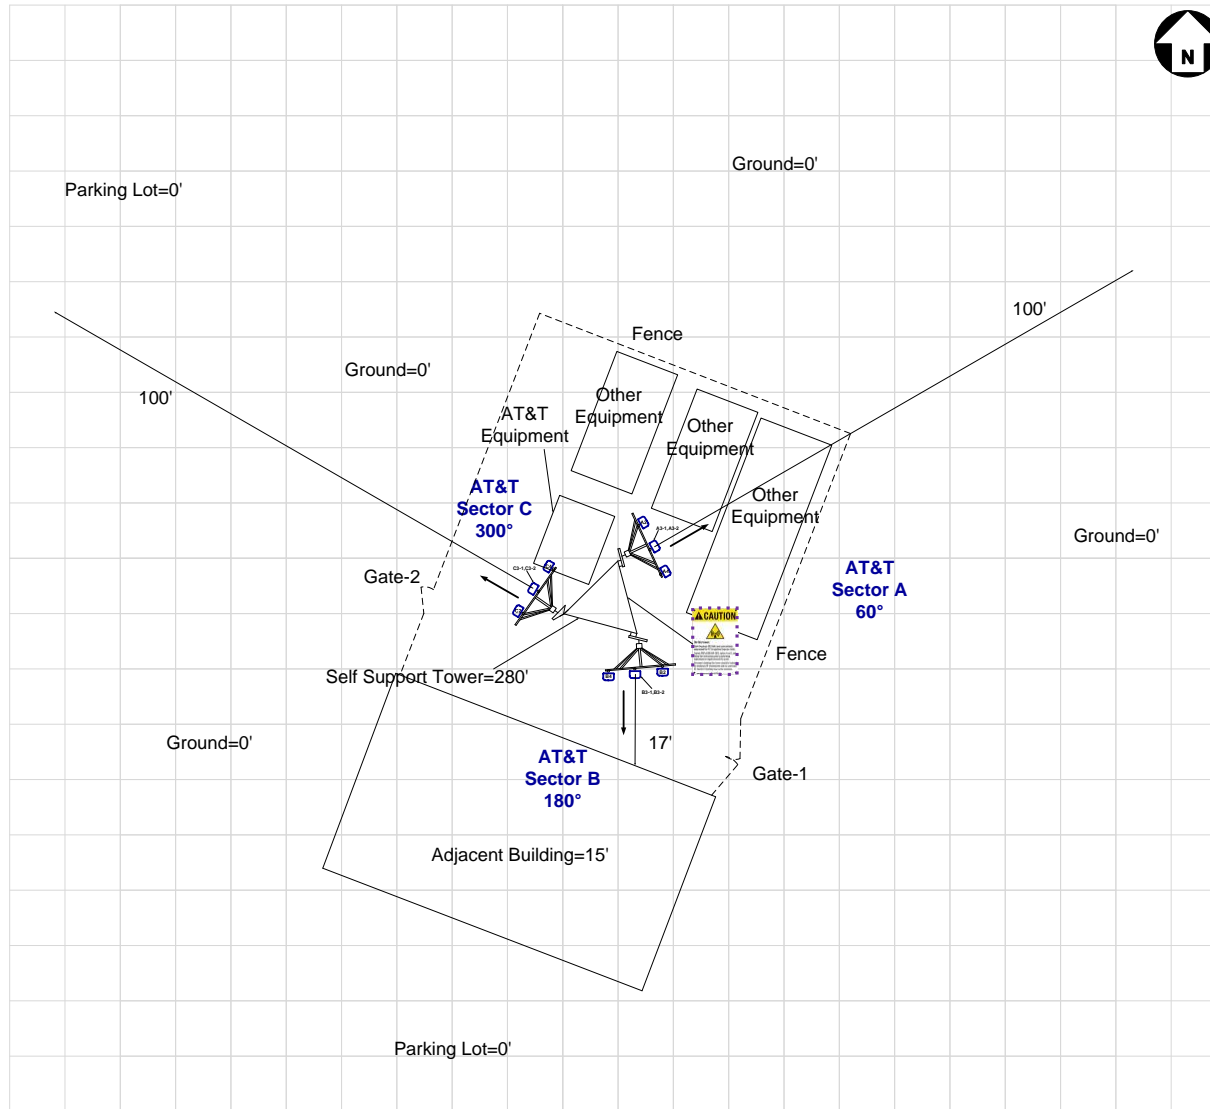 N
Ground=0'
Parking Lot=0'
100'
Fence
Ground=0'
100'
Other
Equipment
AT&T
Equipment
Other
Equipment
AT&T
Sector C
300°
Other
Equipment
A3-1,A3-2
Ground=0'
C3-1,C3-2
Gate-2
AT&T
Sector A
60°
CAUTION
Fence
Self Support Tower=280'
B3-1,B3-2
Ground=0'
17'
AT&T
Sector B
180°
Gate-1
Adjacent Building=15'
Parking Lot=0'